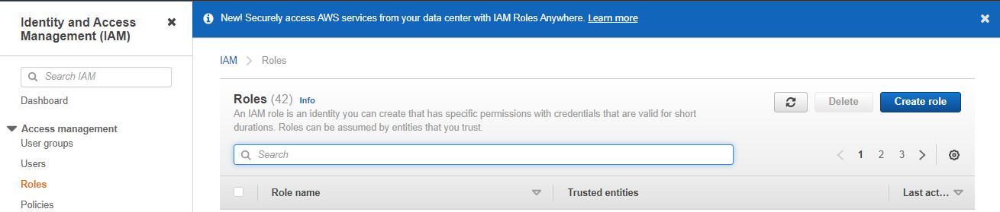 Identity and Access
Management (IAM)
Search IAM
Dashboard
Access management
User groups
Users
Roles
Policies
New! Securely access AWS services from your data center with IAM Roles Anywhere. Learn more
IAM > Roles
Roles (42) Info
An IAM role is an identity you can create that has specific permissions with credentials that are valid for short
durations. Roles can be assumed by entities that you trust.
Delete
Create role
Search
1 2 3
Role name Trusted entities Last act...